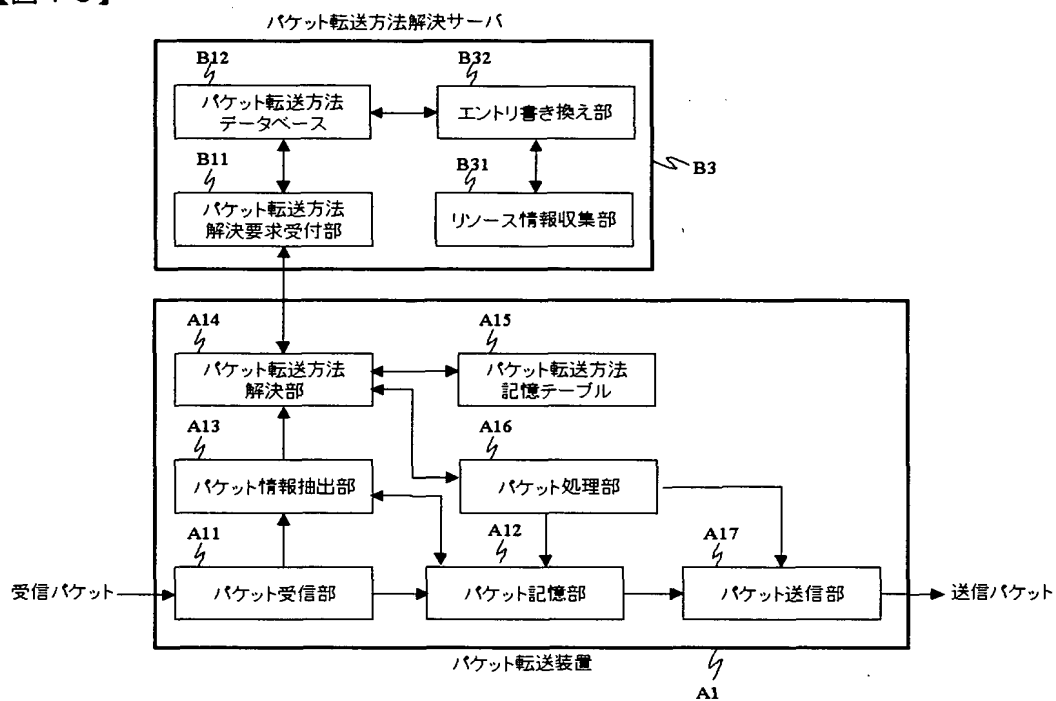 パケット転送方法解決サーバ
B12
B32
パケット転送方法
データベース
エントリ書き換え部
B11
B31
B3
パケット転送方法
解決要求受付部
リソース情報収集部
A14
A15
パケット転送方法
解決部
パケット転送方法
記憶テーブル
A13
A16
パケット情報抽出部
パケット処理部
A11
A12
A17
受信パケット
パケット受信部
パケット記憶部
パケット送信部
送信パケット
パケット転送装置
A1